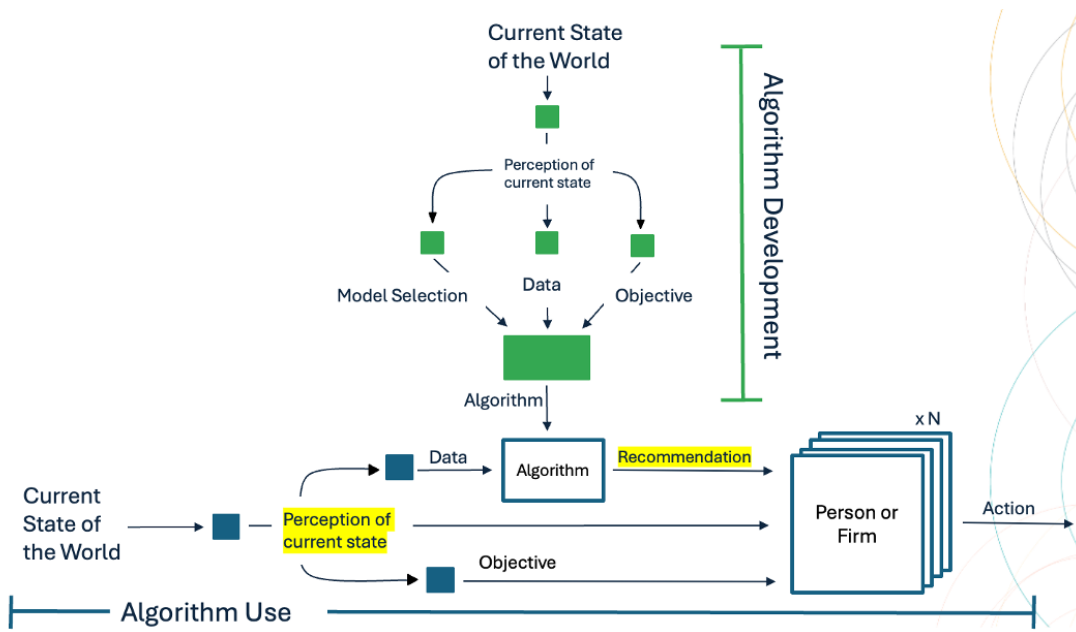 Current State
of the World
Algorithm Development
Perception of
current state
Model Selection
Data
Objective
Algorithm
x N
Data
Algorithm
Recommendation
Current
State of
the World
Perception of
current state
Person or
Firm
Action
Objective
Algorithm Use